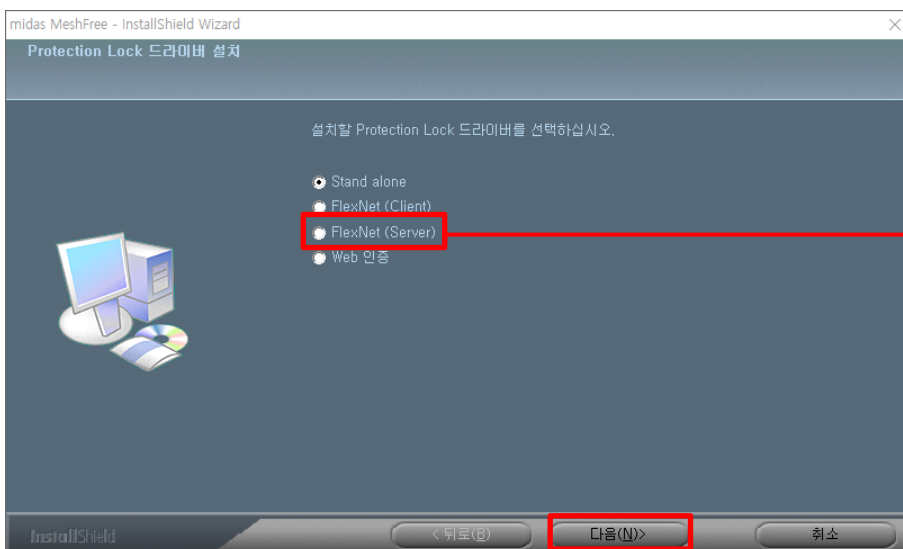 midas MeshFree - InstallShield Wizard
Protection Lock 드라이버 설치
설치할 Protection Lock 드라이버를 선택하십시오.
Stand alone
FlexNet (Client)
FlexNet (Server)
Web 인증
InstallShield
< 뒤로(B)
다음(N)>
취소